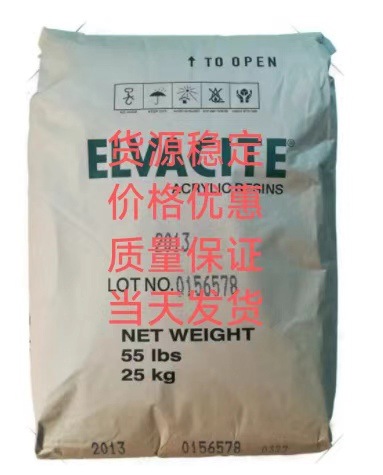 ↑ TO OPEN
ELVACITE®
货源稳定
ACRYLIC RESINS
价格优惠
2013
质量保证
LOT NO. 0156578
当天发货
NET WEIGHT
55 lbs
25 kg
2013 0156578